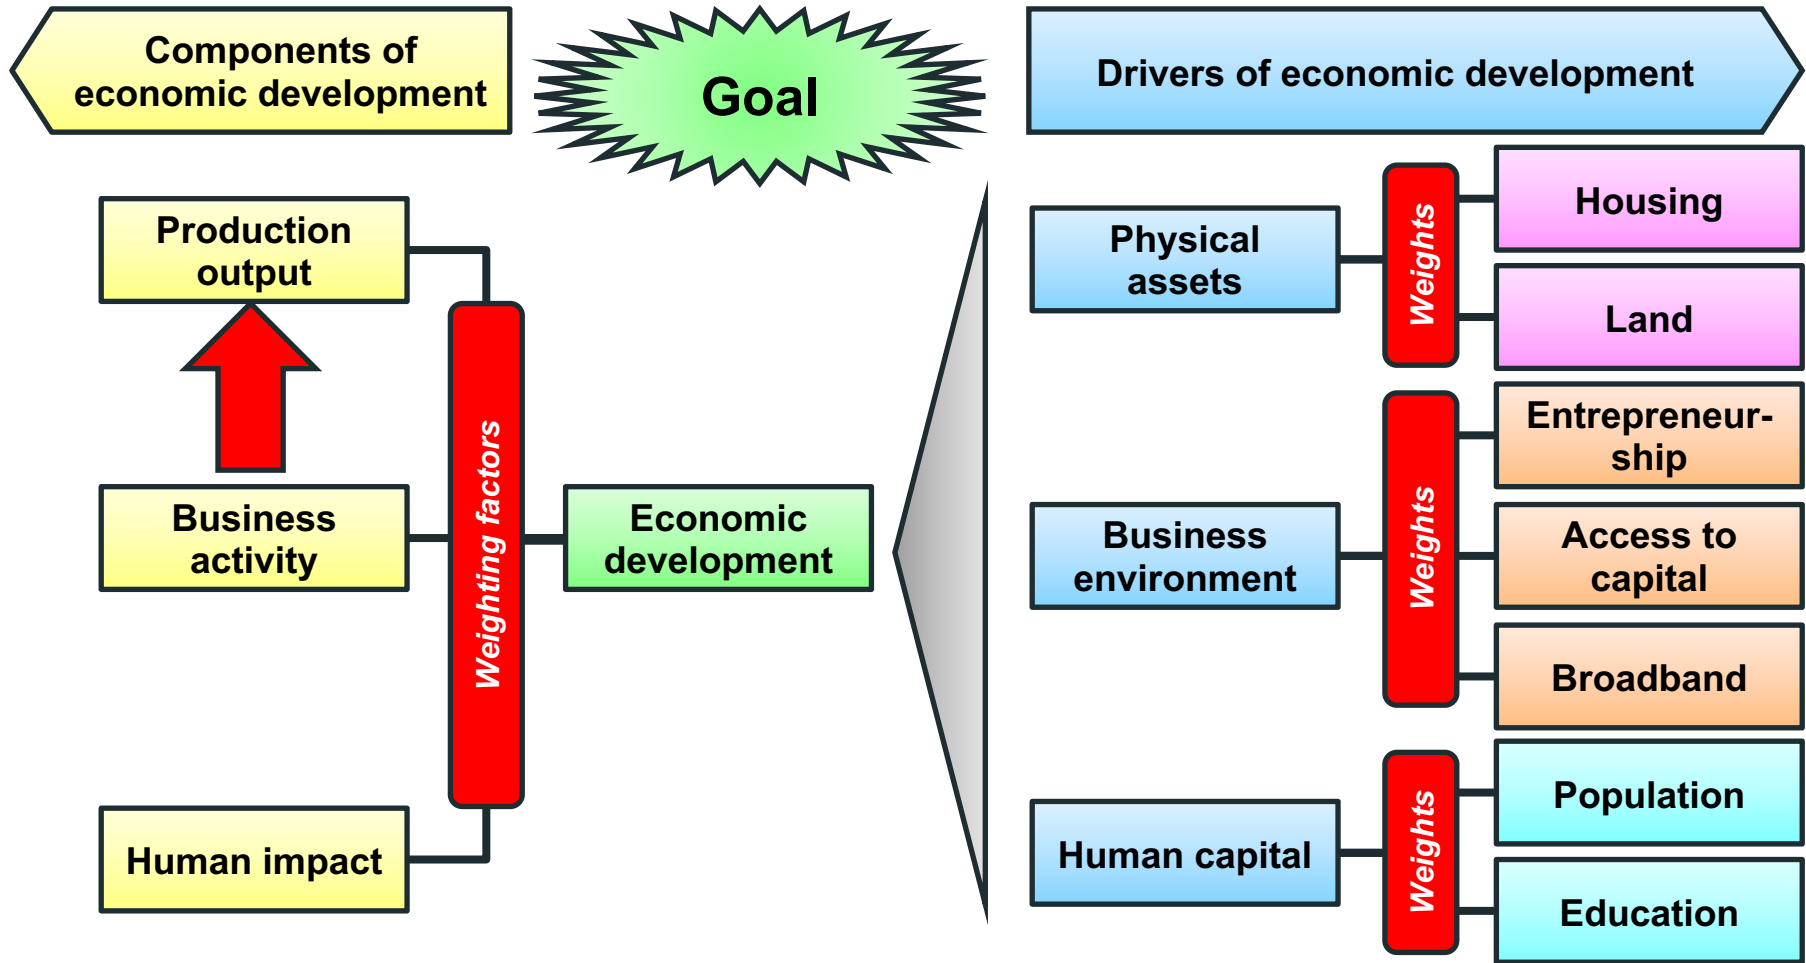 Components of
economic development
Goal
Drivers of economic development
Production
output
Business
activity
Human impact
Weighting factors
Economic
development
Physical
assets
Weights
Housing
Land
Business
environment
Weights
Entrepreneur-
ship
Access to
capital
Broadband
Human capital
Weights
Population
Education